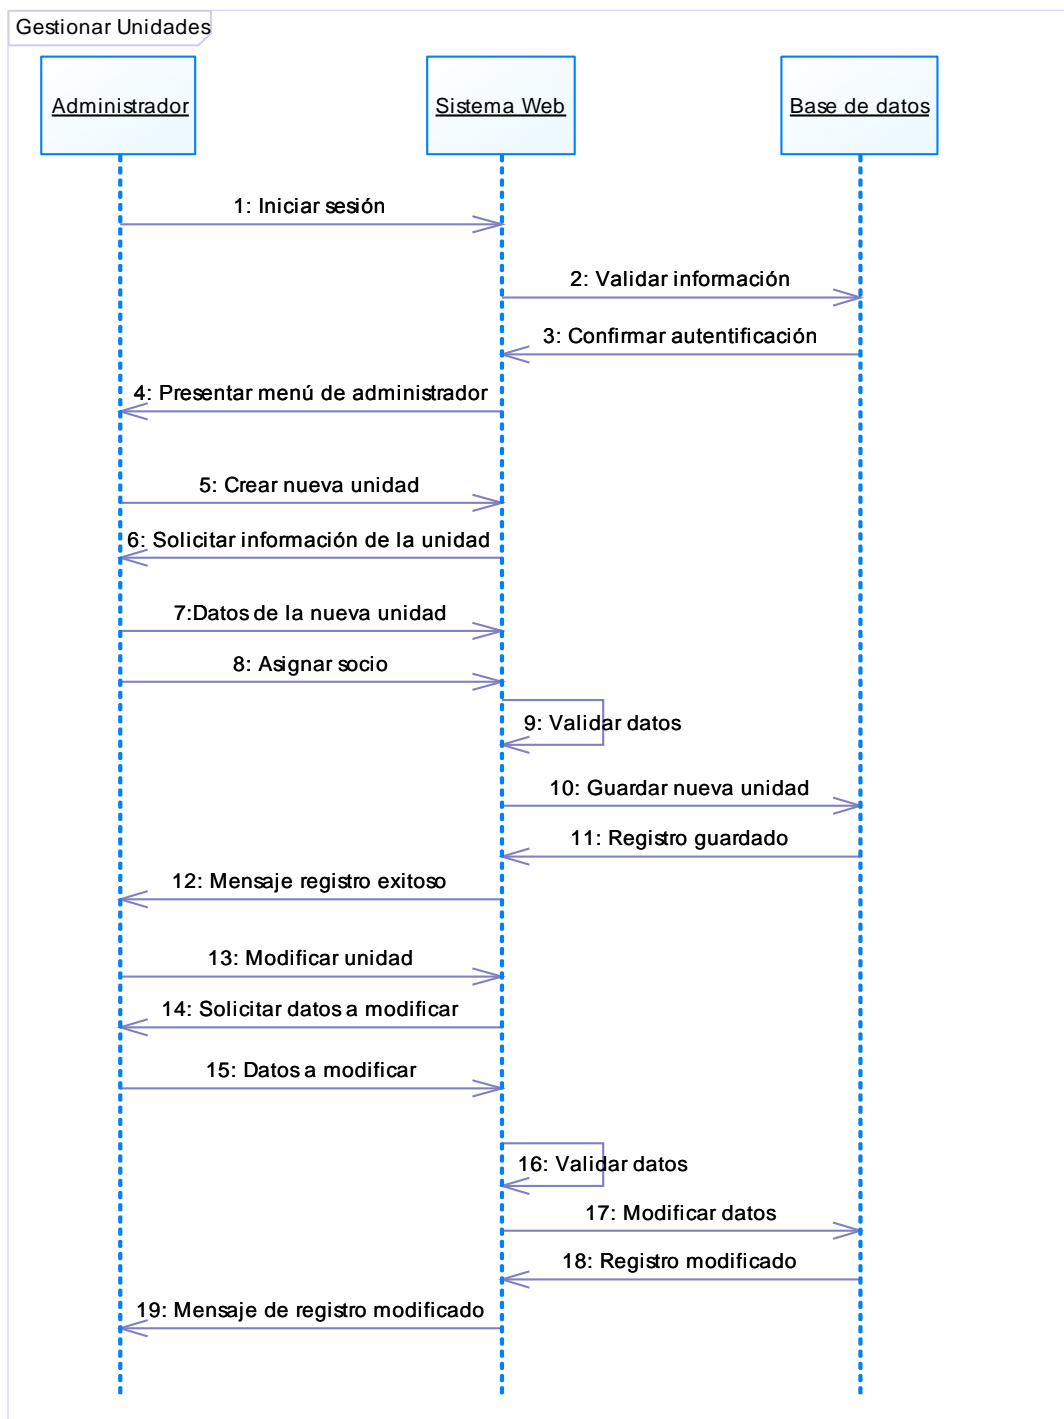 Gestionar Unidades
Administrador
Sistema Web
Base de datos
1: Iniciar sesión
2: Validar información
3: Confirmar autentificación
4: Presentar menú de administrador
5: Crear nueva unidad
6: Solicitar información de la unidad
7:Datos de la nueva unidad
8: Asignar socio
9: Validar datos
10: Guardar nueva unidad
11: Registro guardado
12: Mensaje registro exitoso
13: Modificar unidad
14: Solicitar datos a modificar
15: Datos a modificar
16: Validar datos
17: Modificar datos
18: Registro modificado
19: Mensaje de registro modificado